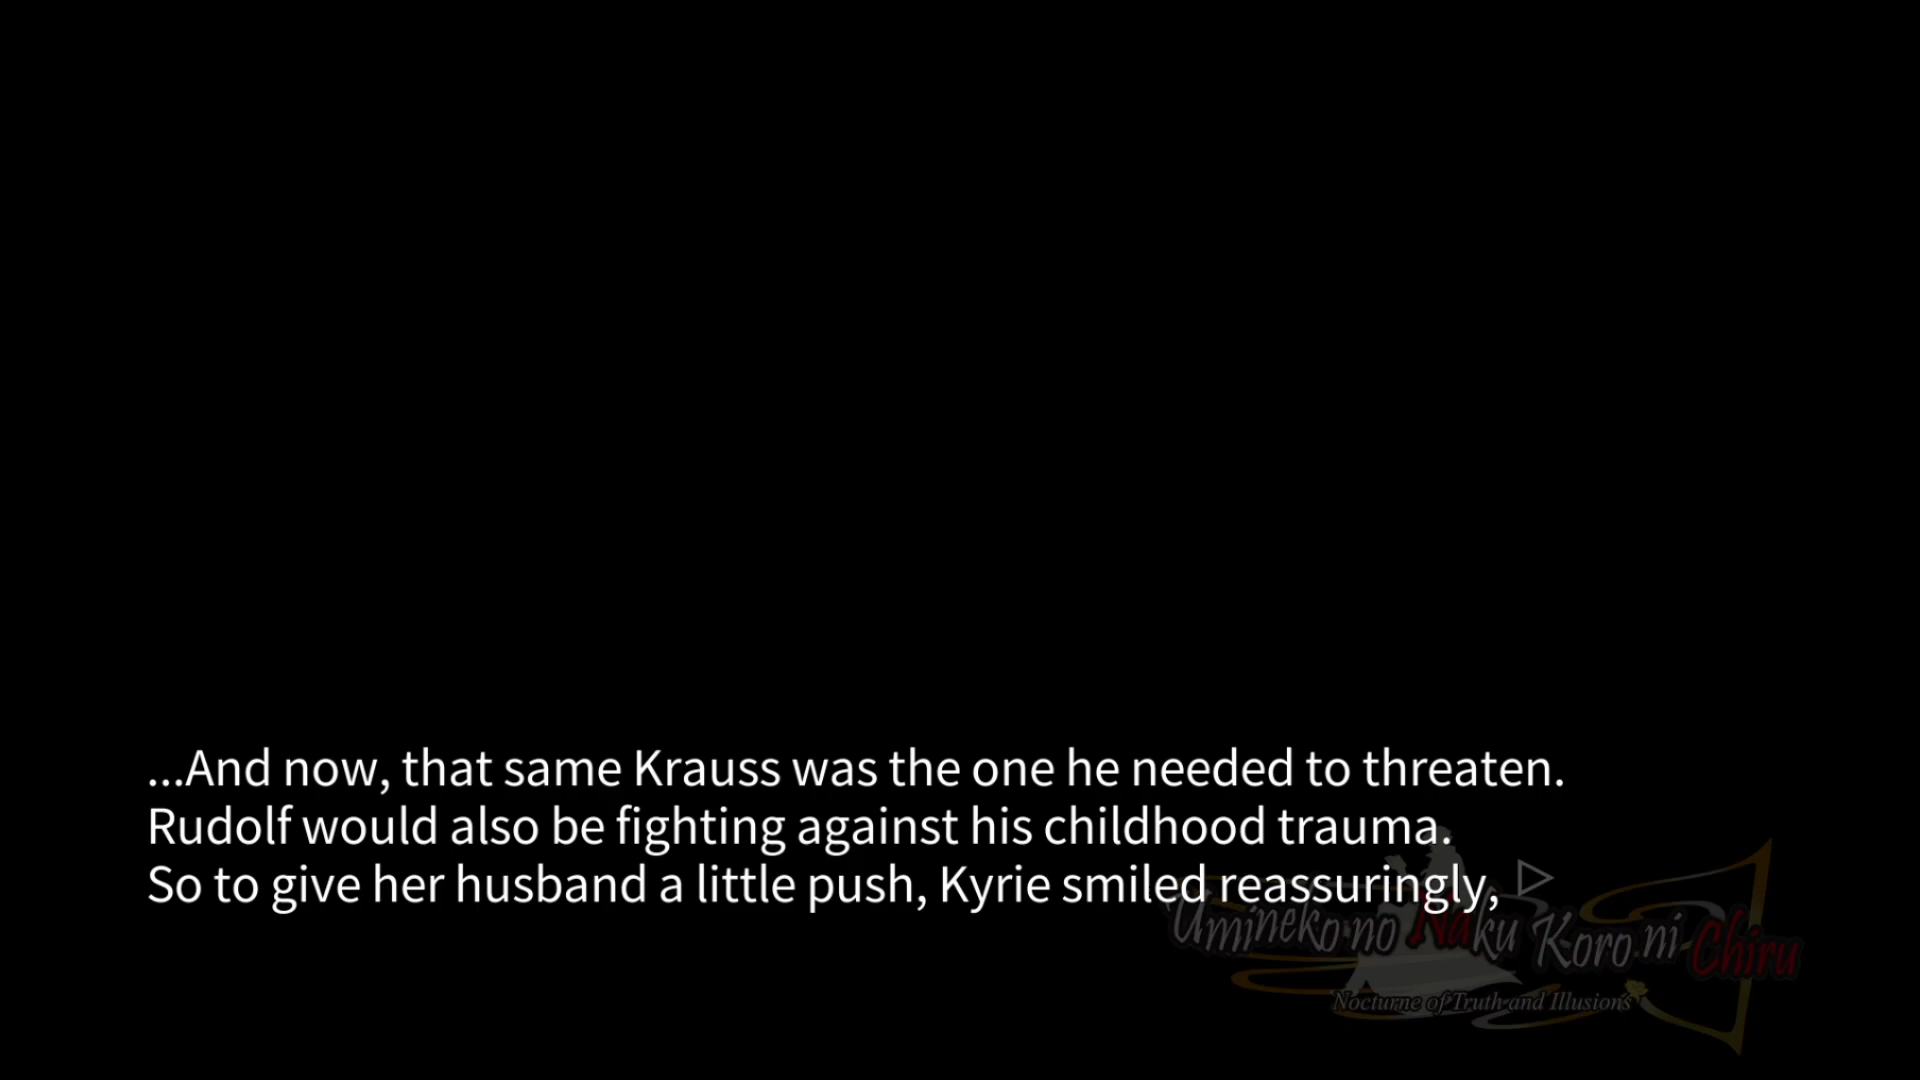 ...And now, that same Krauss was the one he needed to threaten.
Rudolf would also be fighting against his childhood trauma.
So to give her husband a little push, Kyrie smiled reassuringly,
Umineko no Naku Koro ni Chiru
Nocturne of Truth and Illusions